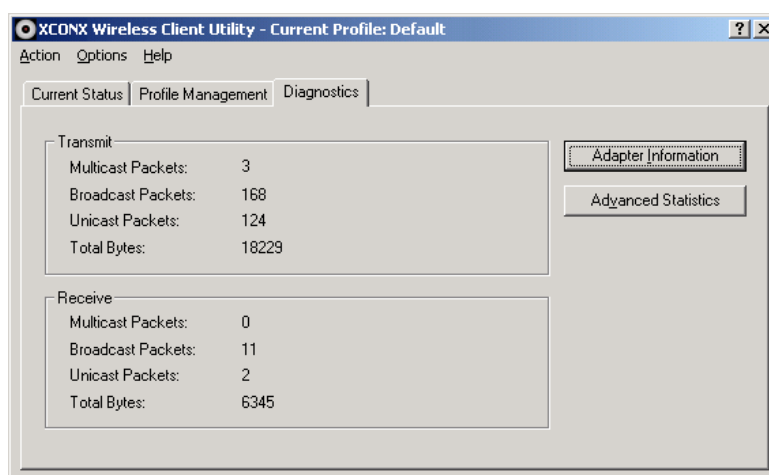 XCONX Wireless Client Utility - Current Profile: Default
Action Options Help
Current Status Profile Management Diagnostics
Transmit
Multicast Packets: 3
Broadcast Packets: 168
Unicast Packets: 124
Total Bytes: 18229
Adapter Information
Advanced Statistics
Receive
Multicast Packets: 0
Broadcast Packets: 11
Unicast Packets: 2
Total Bytes: 6345